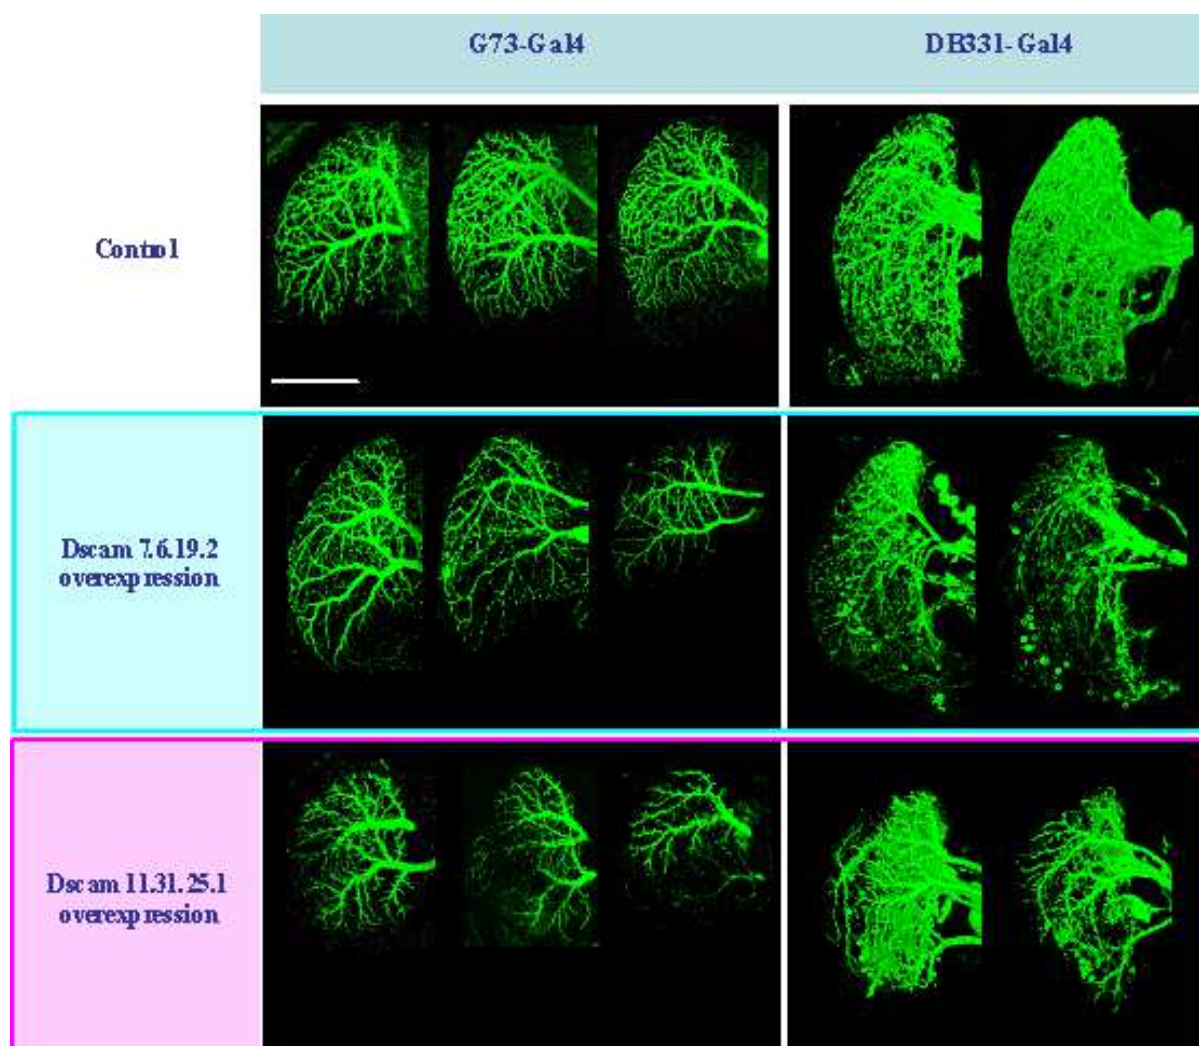 G73-Gal4
DB331-Gal4
Control
Dscam 7.6.19.2
overexpression
Dscam 11.31.25.1
overexpression